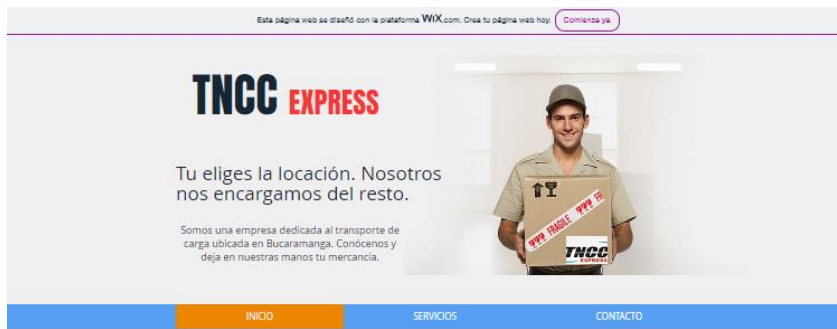 Esta página web se diseñó con la plataforma WiX.com. Crea tu página web hoy. Comienza ya
TNCC EXPRESS
Tu eliges la locación. Nosotros
nos encargamos del resto.
Somos una empresa dedicada al transporte de
carga ubicada en Bucaramanga. Conócenos y
deja en nuestras manos tu mercancía.
FRAGILE FR
TNCC
EXPRESS
INICIO SERVICIOS CONTACTO